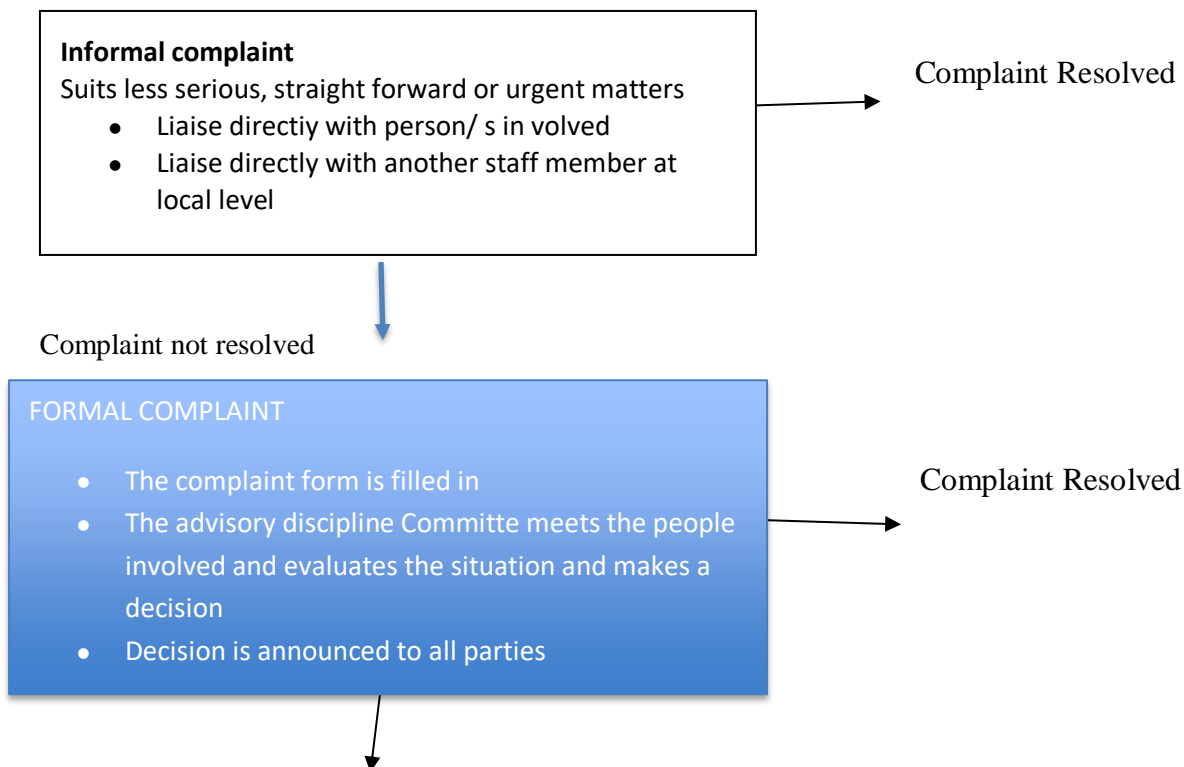 Informal complaint
Complaint Resolved
Suits less serious, straight forward or urgent matters
● Liaise directiy with person/ s in volved
● Liaise directly with another staff member at
local level
Complaint not resolved
FORMAL COMPLAINT
● The complaint form is filled in
Complaint Resolved
● The advisory discipline Committe meets the people
involved and evaluates the situation and makes a
decision
● Decision is announced to all parties